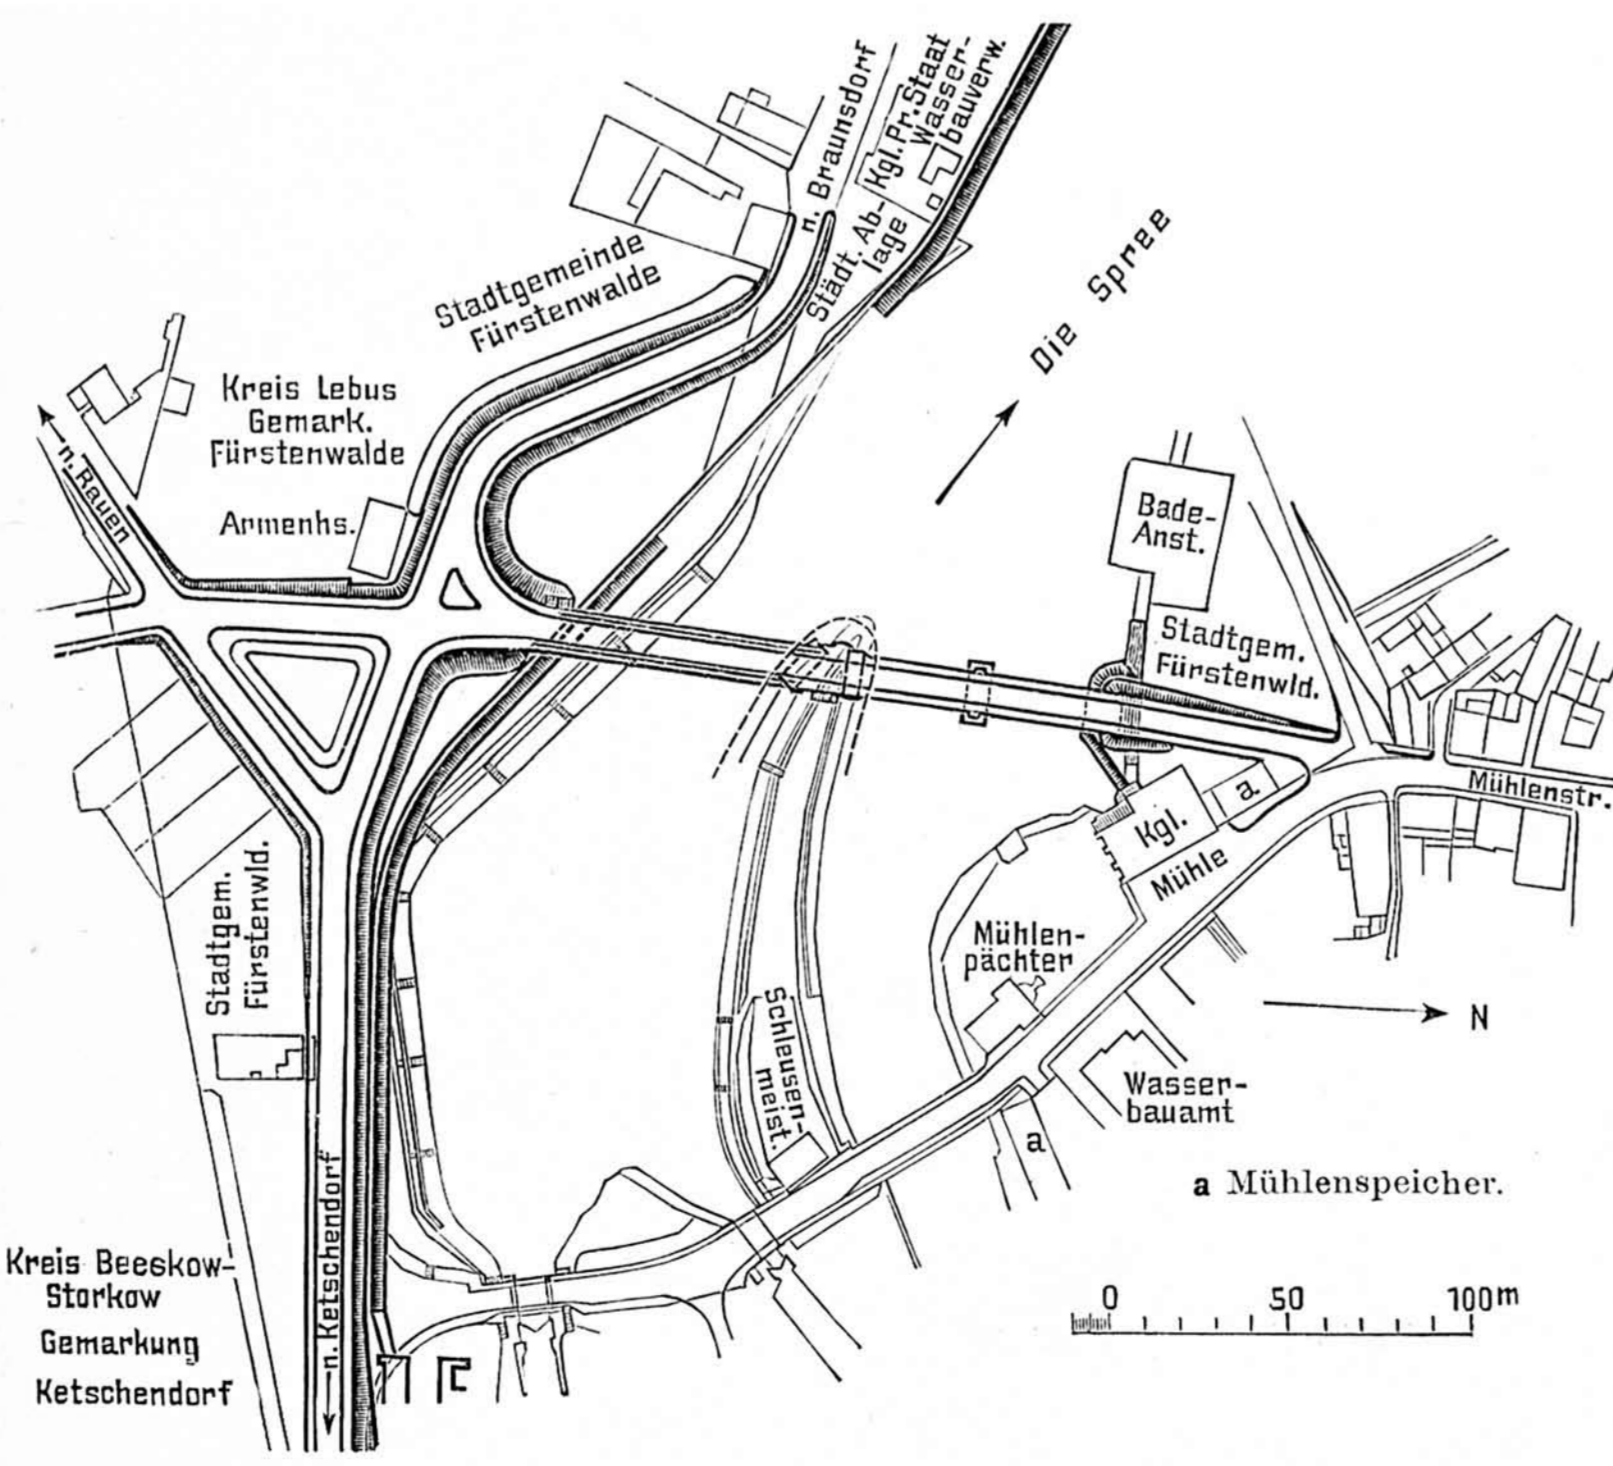 n. Braunsdorf
Kgl. Pr. Staat
Wasser-
bauverw.
Städt. Ab-
lage
Stadtgemeinde
Fürstenwalde
Die Spree
Kreis Lebus
Gemark.
Fürstenwalde
n. Rauen
Armenhs.
Bade-
Anst.
Stadtgem.
Fürstenwld.
Mühlenstr.
a
Kgl.
Mühle
Stadtgem.
Fürstenwld.
Mühlen-
pächter
Schleusen-
meist.
N
Wasser-
bauamt
a
a Mühlenspeicher.
n. Ketschendorf
Kreis Beeskow-
Storkow
Gemarkung
Ketschendorf
0 50 100m